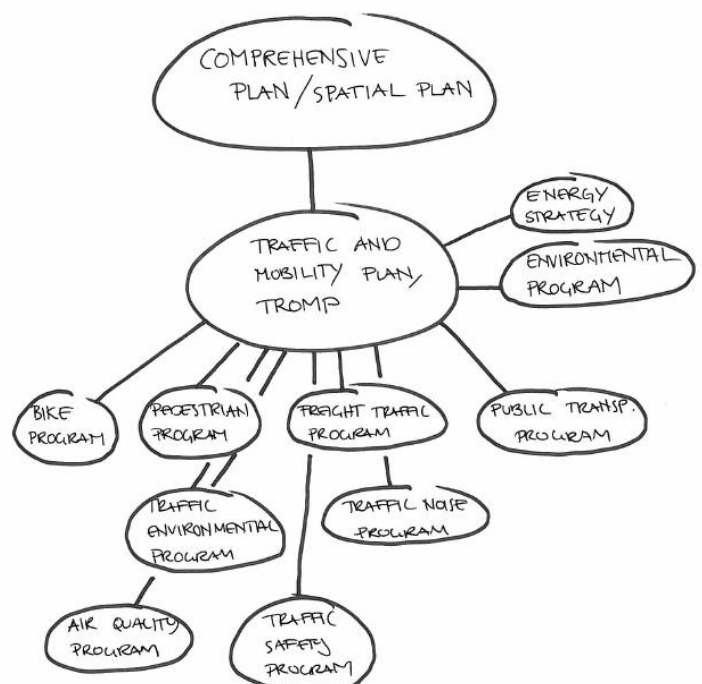 COMPREHENSIVE
PLAN/SPATIAL PLAN
ENERGY
STRATEGY
TRAFFIC AND
MOBILITY PLAN,
TROMP
ENVIRONMENTAL
PROGRAM
BIKE
PROGRAM
PEDESTRIAN
PROGRAM
FREIGHT TRAFFIC
PROGRAM
PUBLIC TRANSP.
PROGRAM
TRAFFIC
ENVIRONMENTAL
PROGRAM
TRAFFIC NOISE
PROGRAM
AIR QUALITY
PROGRAM
TRAFFIC
SAFETY
PROGRAM